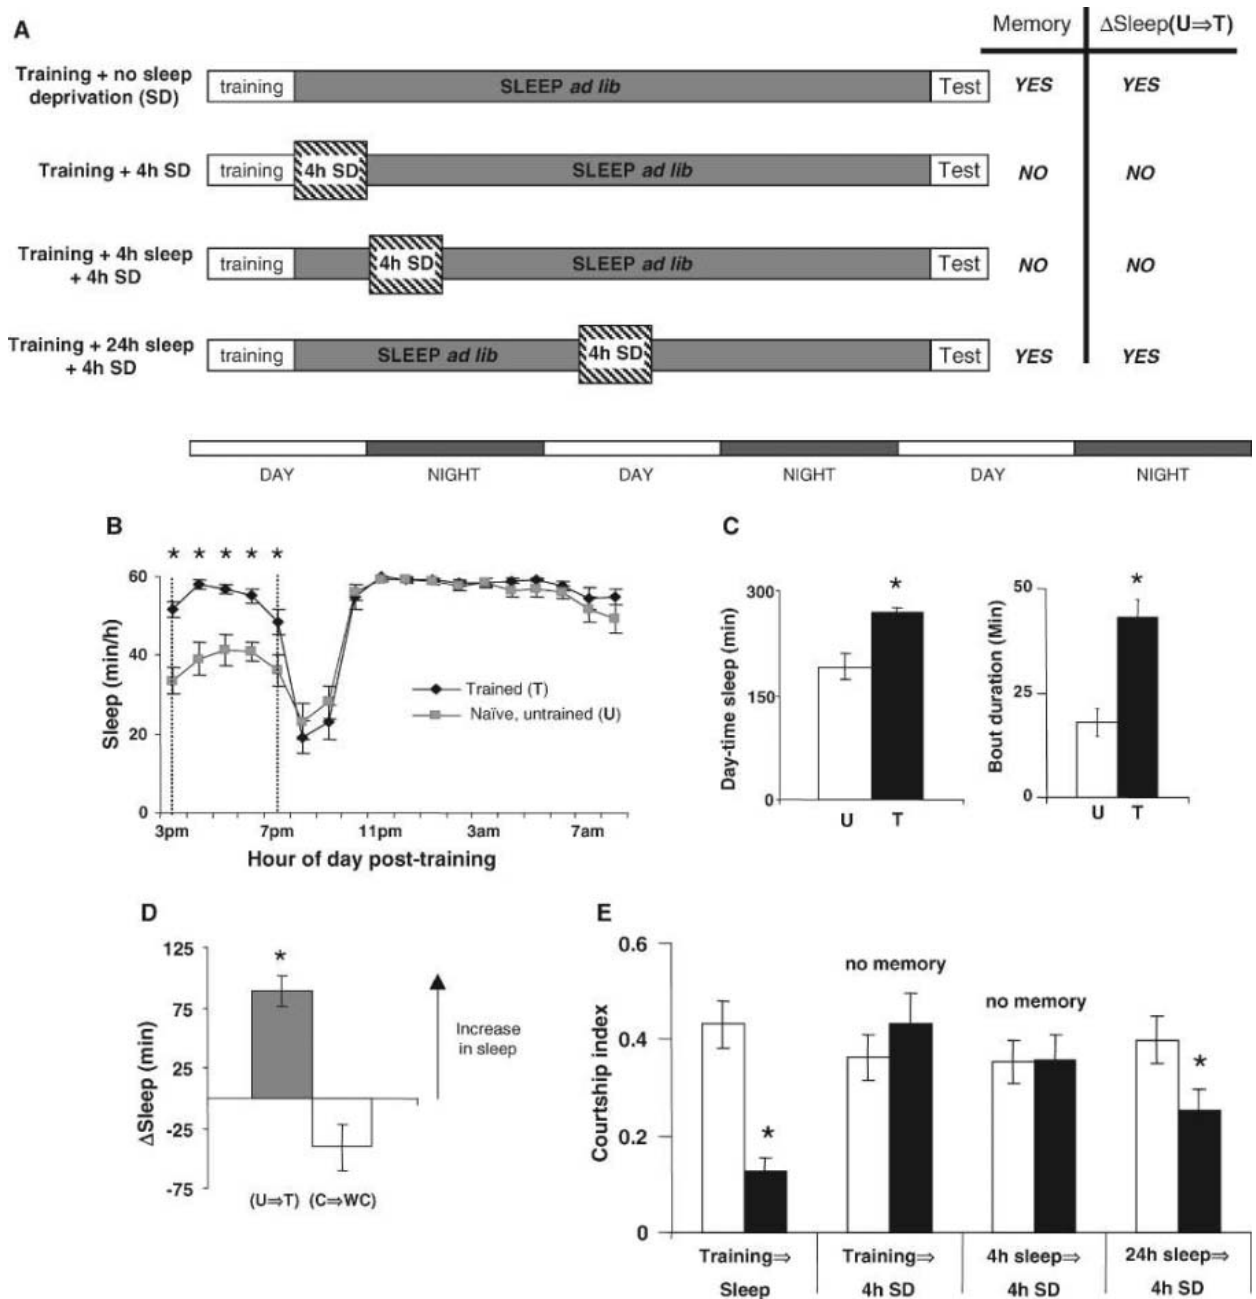 A
Memory
ΔSleep(U⇒T)
Training + no sleep
deprivation (SD)
training
SLEEP ad lib
Test
YES
YES
Training + 4h SD
training
4h SD
SLEEP ad lib
Test
NO
NO
Training + 4h sleep
+ 4h SD
training
4h SD
SLEEP ad lib
Test
NO
NO
Training + 24h sleep
+ 4h SD
training
SLEEP ad lib
4h SD
Test
YES
YES
DAY
NIGHT
DAY
NIGHT
DAY
NIGHT
B
* * * * *
Sleep (min/h)
60
40
20
0
Trained (T)
Naïve, untrained (U)
3pm
7pm
11pm
3am
7am
Hour of day post-training
C
Day-time sleep (min)
300
150
0
*
U
T
Bout duration (Min)
50
25
0
*
U
T
D
ΔSleep (min)
125
75
25
-25
-75
*
Increase
in sleep
(U⇒T)
(C⇒WC)
E
Courtship index
0.6
0.4
0.2
0
*
no memory
no memory
*
Training⇒
Sleep
Training⇒
4h SD
4h sleep⇒
4h SD
24h sleep⇒
4h SD